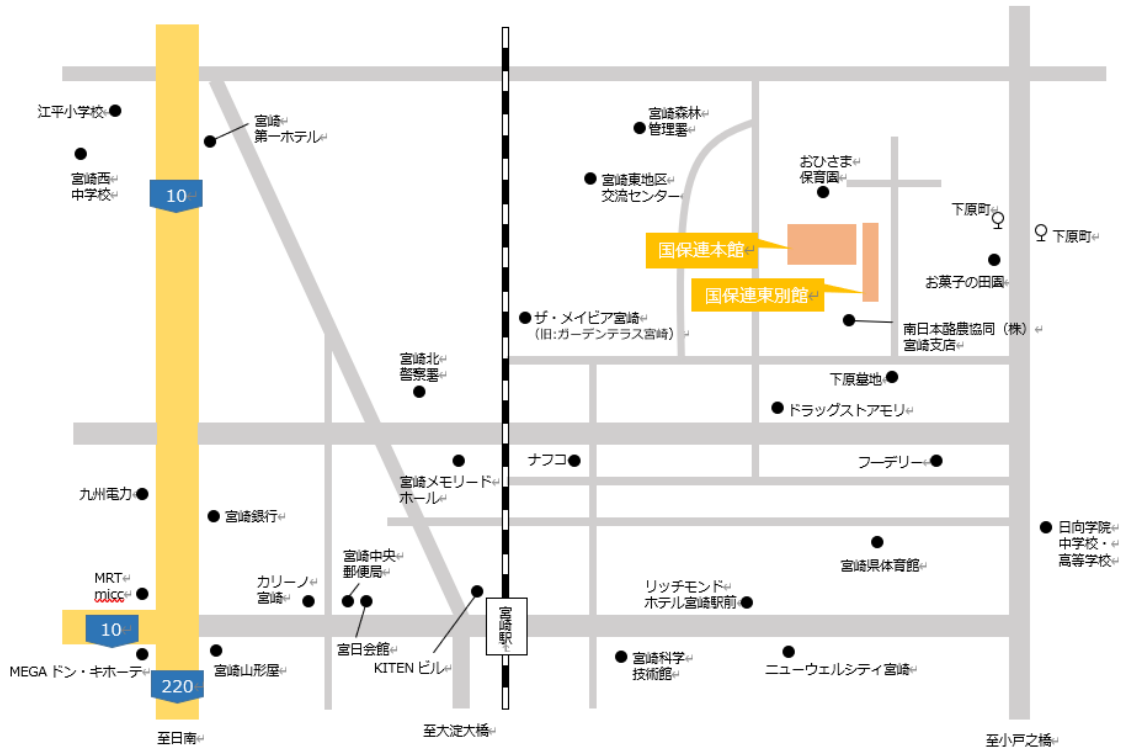 江平小学校
宮崎
第一ホテル
宮崎西
中学校
10
宮崎森林
管理署
宮崎東地区
交流センター
おひさま
保育園
下原町
下原町
国保連本館
国保連東別館
お菓子の田園
ザ・メイビア宮崎
（旧:ガーデンテラス宮崎）
南日本酪農協同（株）
宮崎支店
宮崎北
警察署
下原墓地
ドラッグストアモリ
宮崎メモリード
ホール
ナフコ
フーデリー
九州電力
宮崎銀行
日向学院
中学校・
高等学校
宮崎中央
郵便局
宮崎県体育館
MRT
micc
カリーノ
宮崎
リッチモンド
ホテル宮崎駅前
宮崎駅
10
宮日会館
KITEN ビル
MEGA ドン・キホーテ
宮崎山形屋
宮崎科学
技術館
ニューウェルシティ宮崎
220
至日南
至大淀大橋
至小戸之橋